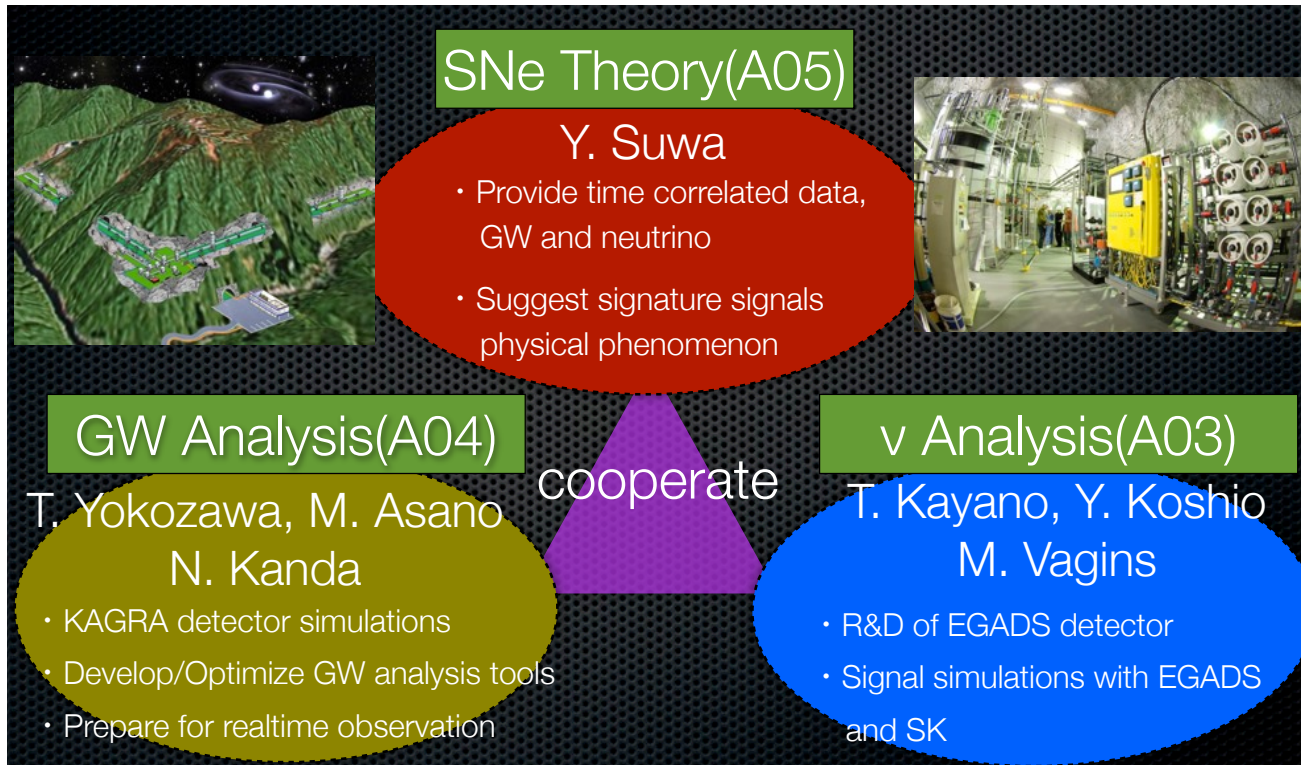 SNe Theory(A05)
Y. Suwa
・Provide time correlated data,
GW and neutrino
・Suggest signature signals
physical phenomenon
GW Analysis(A04)
T. Yokozawa, M. Asano
N. Kanda
・KAGRA detector simulations
・Develop/Optimize GW analysis tools
・Prepare for realtime observation
cooperate
ν Analysis(A03)
T. Kayano, Y. Koshio
M. Vagins
・R&D of EGADS detector
・Signal simulations with EGADS
and SK